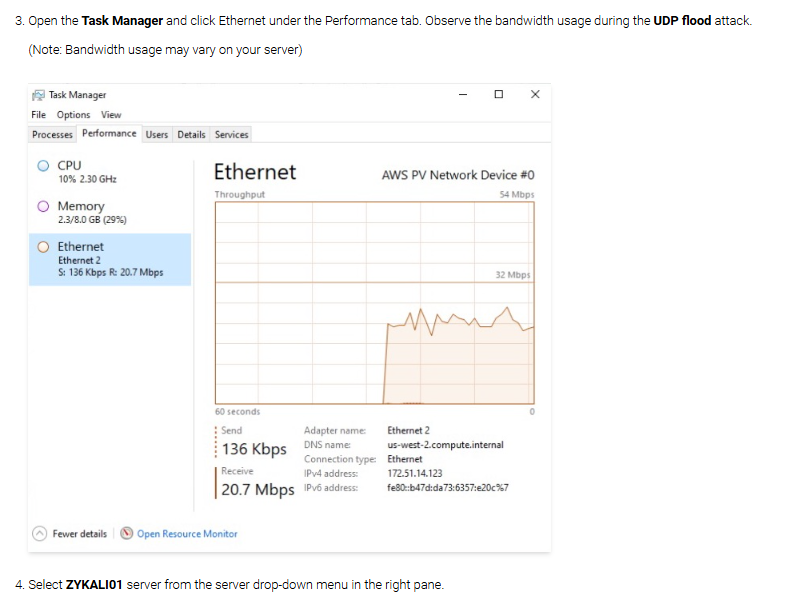 3. Open the Task Manager and click Ethernet under the Performance tab. Observe the bandwidth usage during the UDP flood attack.
(Note: Bandwidth usage may vary on your server)
Task Manager
File Options View
Processes Performance Users Details Services
CPU
10% 2.30 GHz
Memory
2.3/8.0 GB (29%)
Ethernet
Ethernet 2
S: 136 Kbps R: 20.7 Mbps
Ethernet AWS PV Network Device #0
Throughput 54 Mbps
32 Mbps
60 seconds 0
Send
136 Kbps
Receive
20.7 Mbps
Adapter name: Ethernet 2
DNS name: us-west-2.compute.internal
Connection type: Ethernet
IPv4 address: 172.51.14.123
IPv6 address: fe80::b47d:da73:6357:e20c%7
Fewer details Open Resource Monitor
4. Select ZYKALI01 server from the server drop-down menu in the right pane.